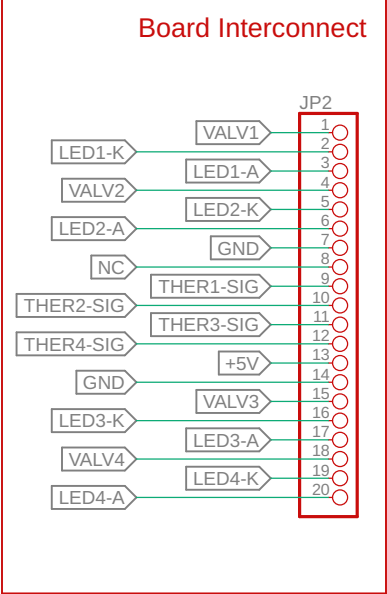 Board Interconnect
JP2
VALV1 1
LED1-K 2
LED1-A 3
VALV2 4
LED2-K 5
LED2-A 6
GND 7
NC 8
THER1-SIG 9
THER2-SIG 10
THER3-SIG 11
THER4-SIG 12
+5V 13
GND 14
VALV3 15
LED3-K 16
LED3-A 17
VALV4 18
LED4-K 19
LED4-A 20